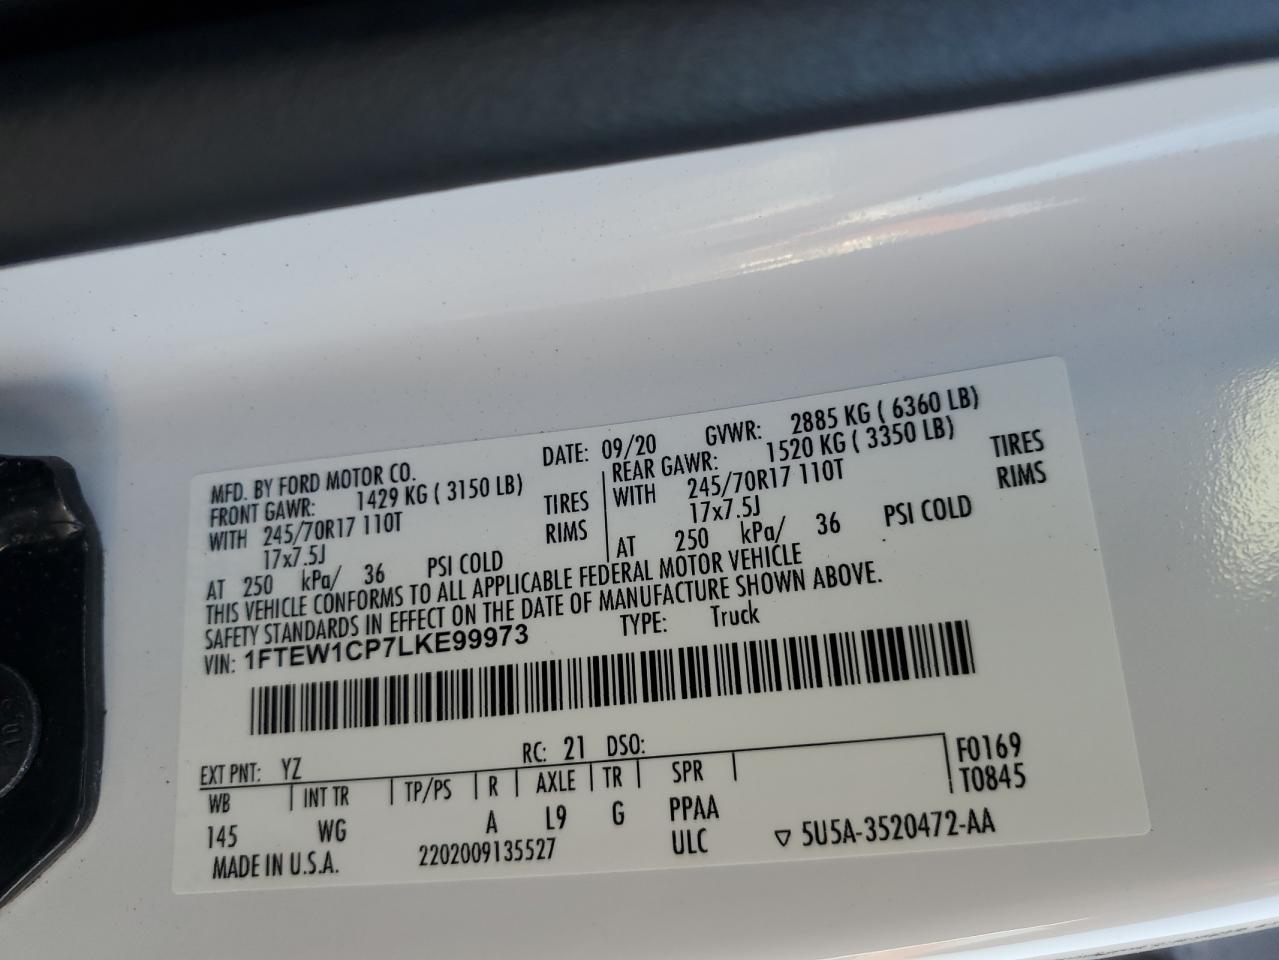 MFD. BY FORD MOTOR CO. DATE: 09/20 GVWR: 2885 KG ( 6360 LB)
FRONT GAWR: 1429 KG ( 3150 LB) REAR GAWR: 1520 KG ( 3350 LB)
WITH 245/70R17 110T TIRES WITH 245/70R17 110T TIRES
17x7.5J RIMS 17x7.5J RIMS
AT 250 kPa/ 36 PSI COLD AT 250 kPa/ 36 PSI COLD
THIS VEHICLE CONFORMS TO ALL APPLICABLE FEDERAL MOTOR VEHICLE
SAFETY STANDARDS IN EFFECT ON THE DATE OF MANUFACTURE SHOWN ABOVE.
VIN: 1FTEW1CP7LKE99973 TYPE: Truck
EXT PNT: YZ RC: 21 DSO: F0169
WB INT TR TP/PS R AXLE TR SPR T0845
145 WG A L9 G PPAA
MADE IN U.S.A. 2202009135527 ULC ▽ 5U5A-3520472-AA